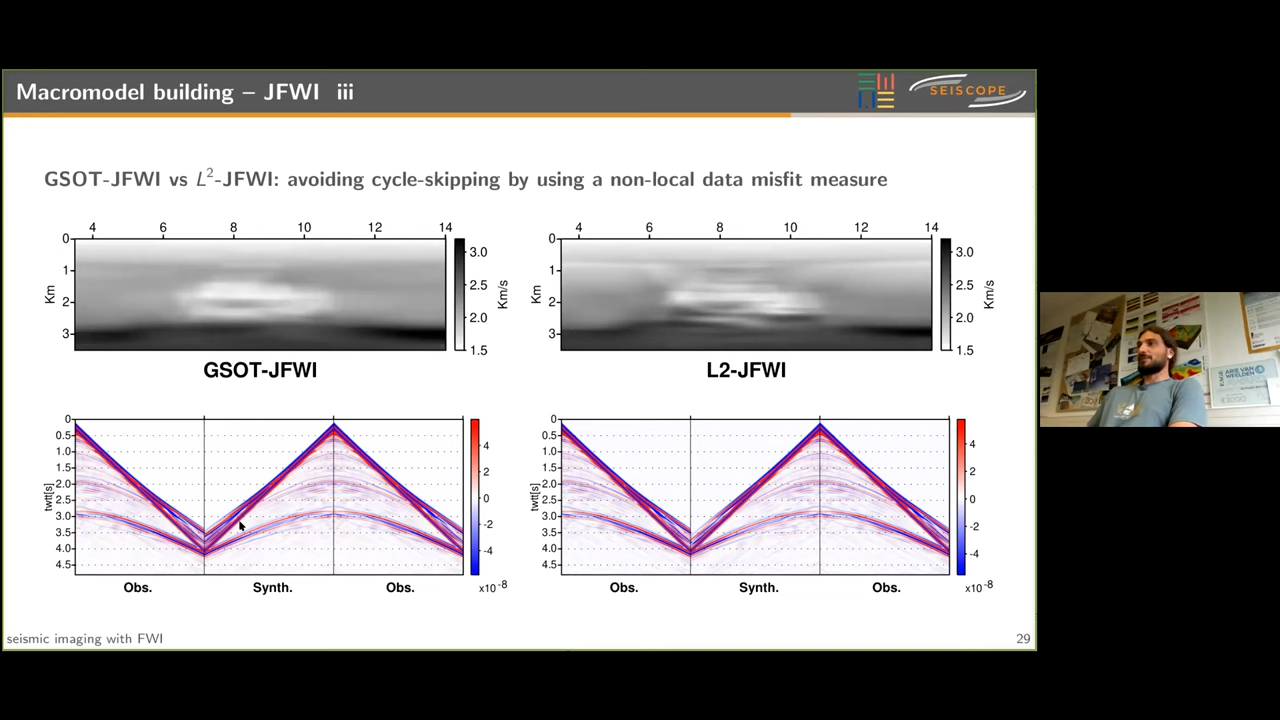 Macromodel building – JFWI iii
SEISCOPE
GSOT-JFWI vs L²-JFWI: avoiding cycle-skipping by using a non-local data misfit measure
4 6 8 10 12 14
0
1
2
3
Km
3.0
2.5
2.0
1.5
Km/s
GSOT-JFWI
4 6 8 10 12 14
0
1
2
3
Km
3.0
2.5
2.0
1.5
Km/s
L2-JFWI
0
0.5
1.0
1.5
2.0
2.5
3.0
3.5
4.0
4.5
twtt[s]
4
2
0
-2
-4
x10⁻⁸
Obs. Synth. Obs.
0
0.5
1.0
1.5
2.0
2.5
3.0
3.5
4.0
4.5
twtt[s]
4
2
0
-2
-4
x10⁻⁸
Obs. Synth. Obs.
seismic imaging with FWI
29
ARIE VAN
WEELDEN